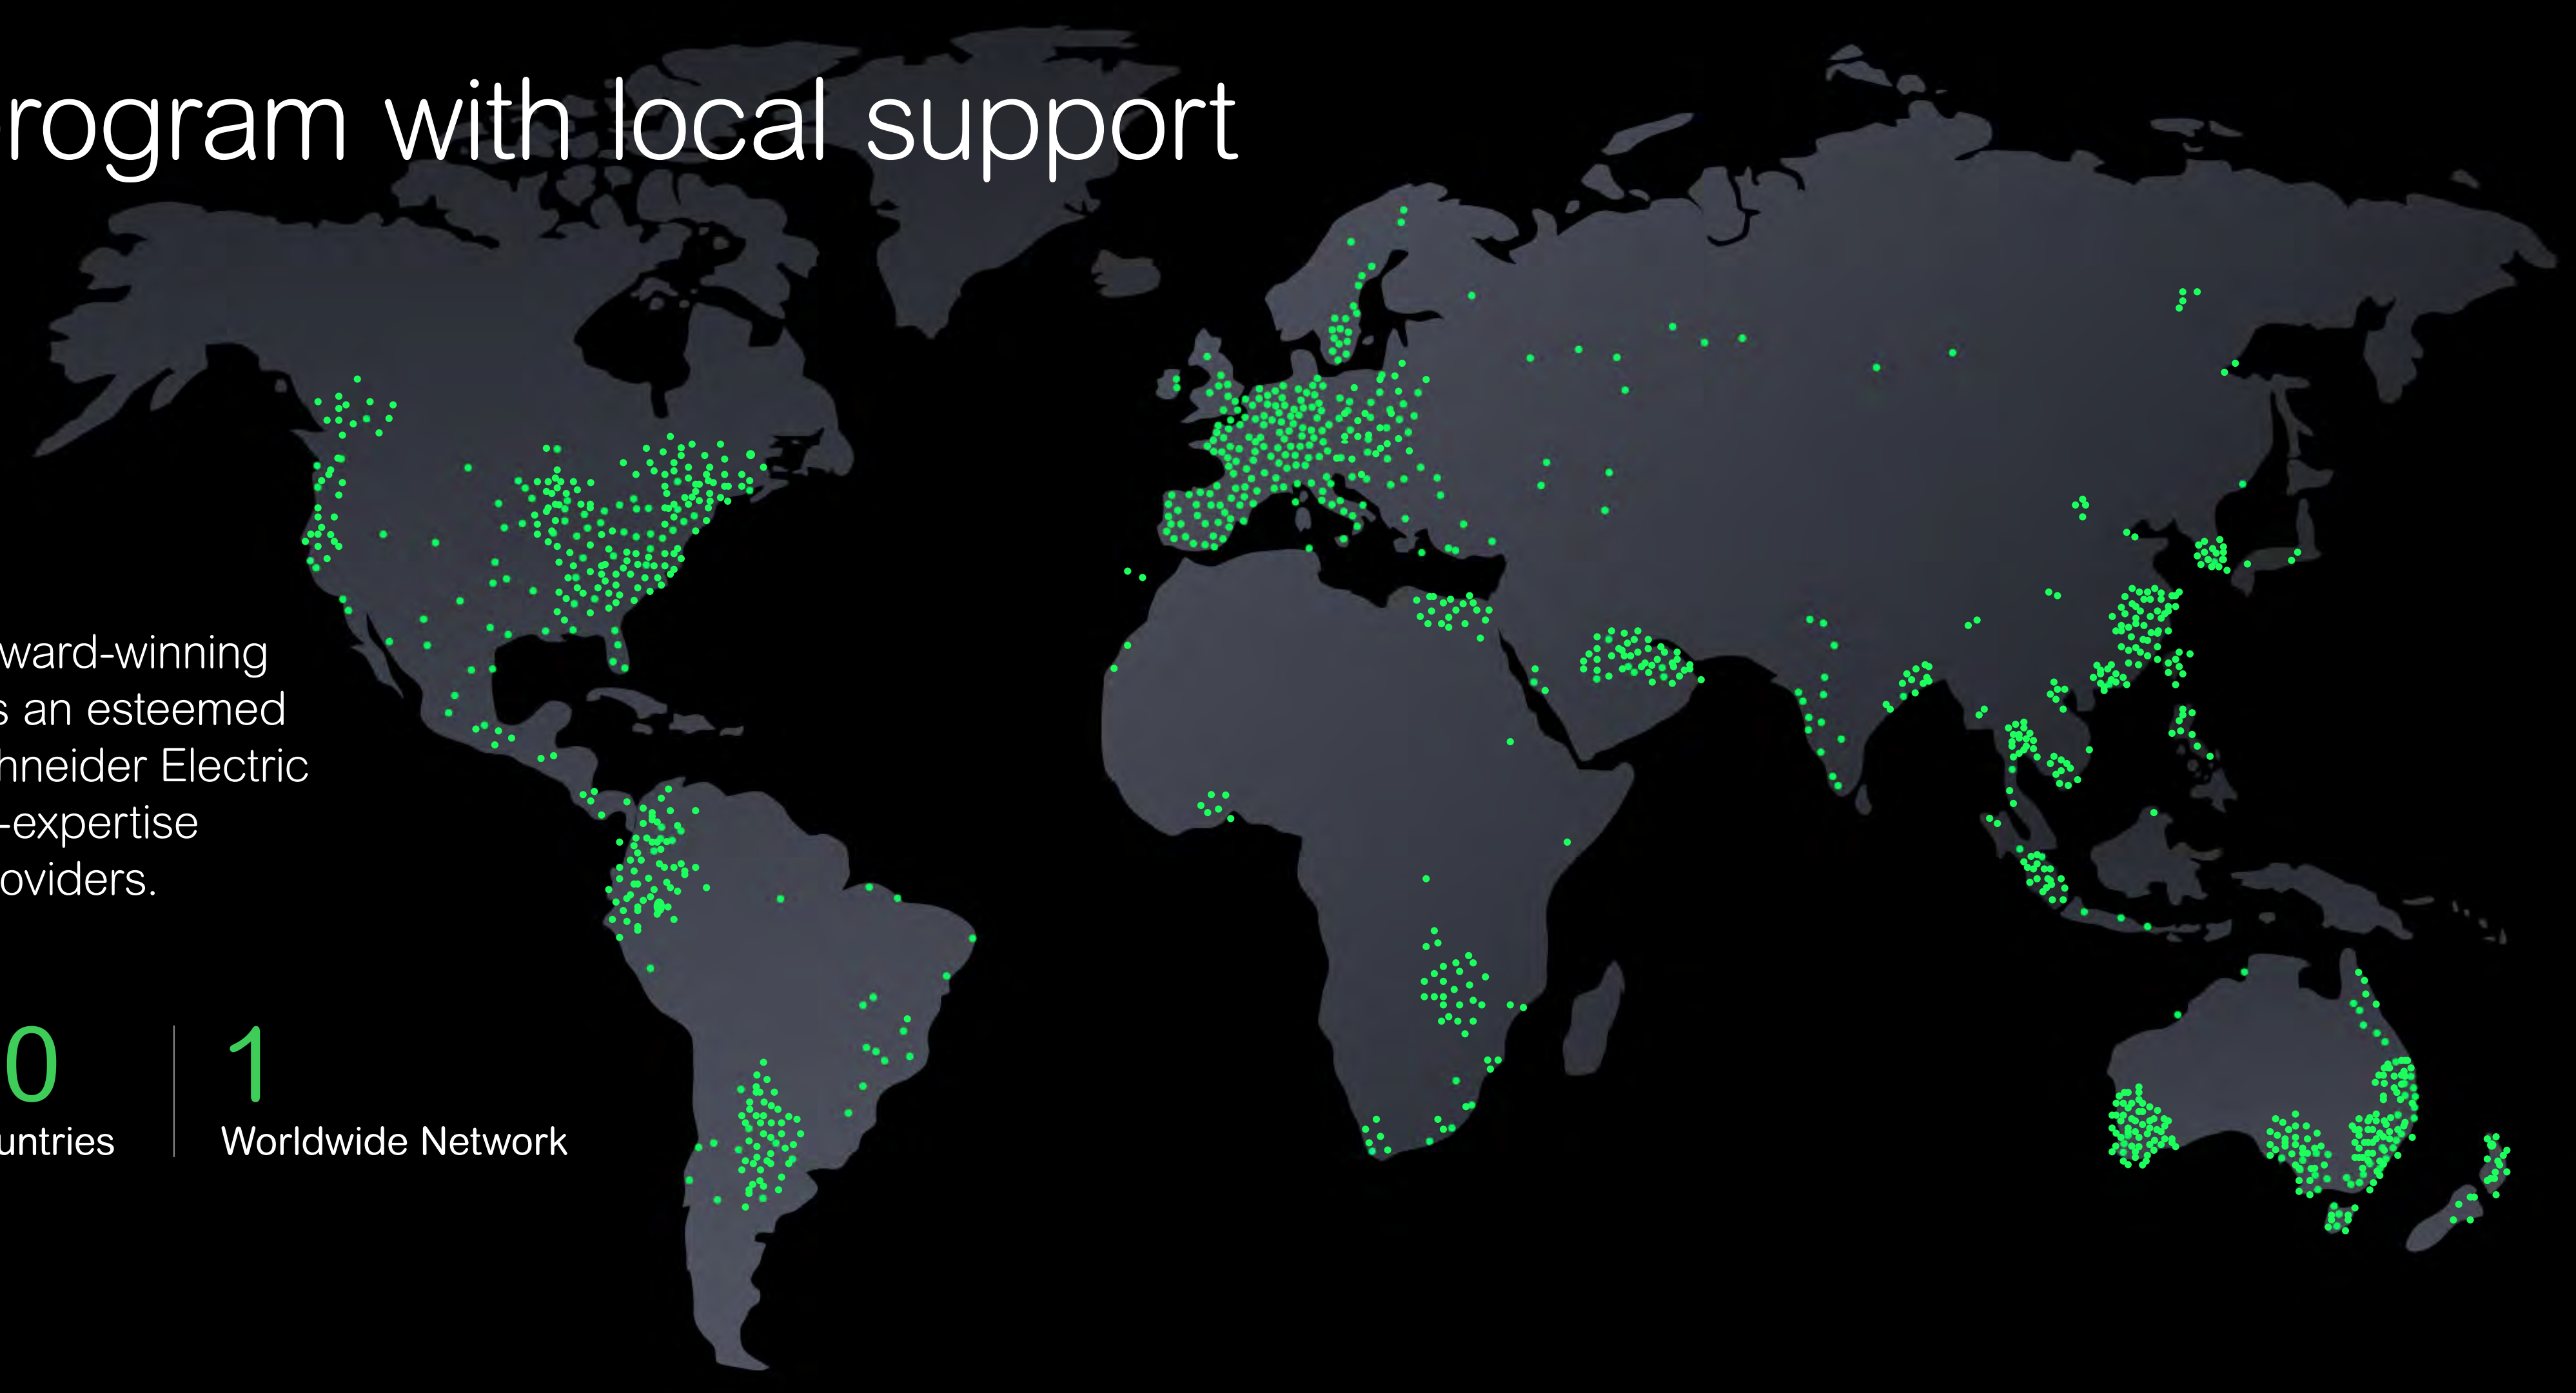 rogram with local support
ward-winning
s an esteemed
hneider Electric
-expertise
oviders.
0
untries
1
Worldwide Network